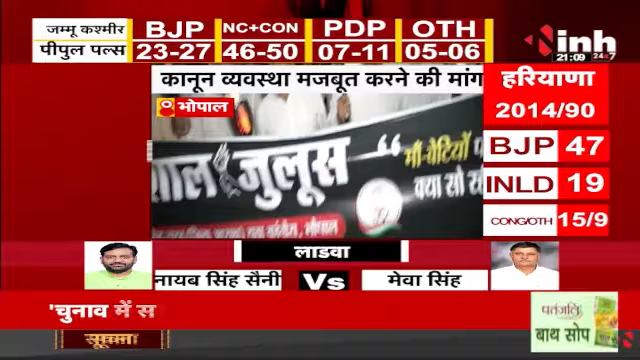 जम्मू कश्मीर BJP NC+CON PDP OTH
पीपुल पल्स 23-27 46-50 07-11 05-06
inh
21:09 24x7
कानून व्यवस्था मजबूत करने की मांग
भोपाल
जुलूस
माँ-बेटियों
क्या सो
भोपाल
हरियाणा
2014/90
BJP 47
INLD 19
CONG/OTH 15/9
लाडवा
नायब सिंह सैनी Vs मेवा सिंह
'चुनाव में स
सूचना
पतंजलि
बाथ सोप